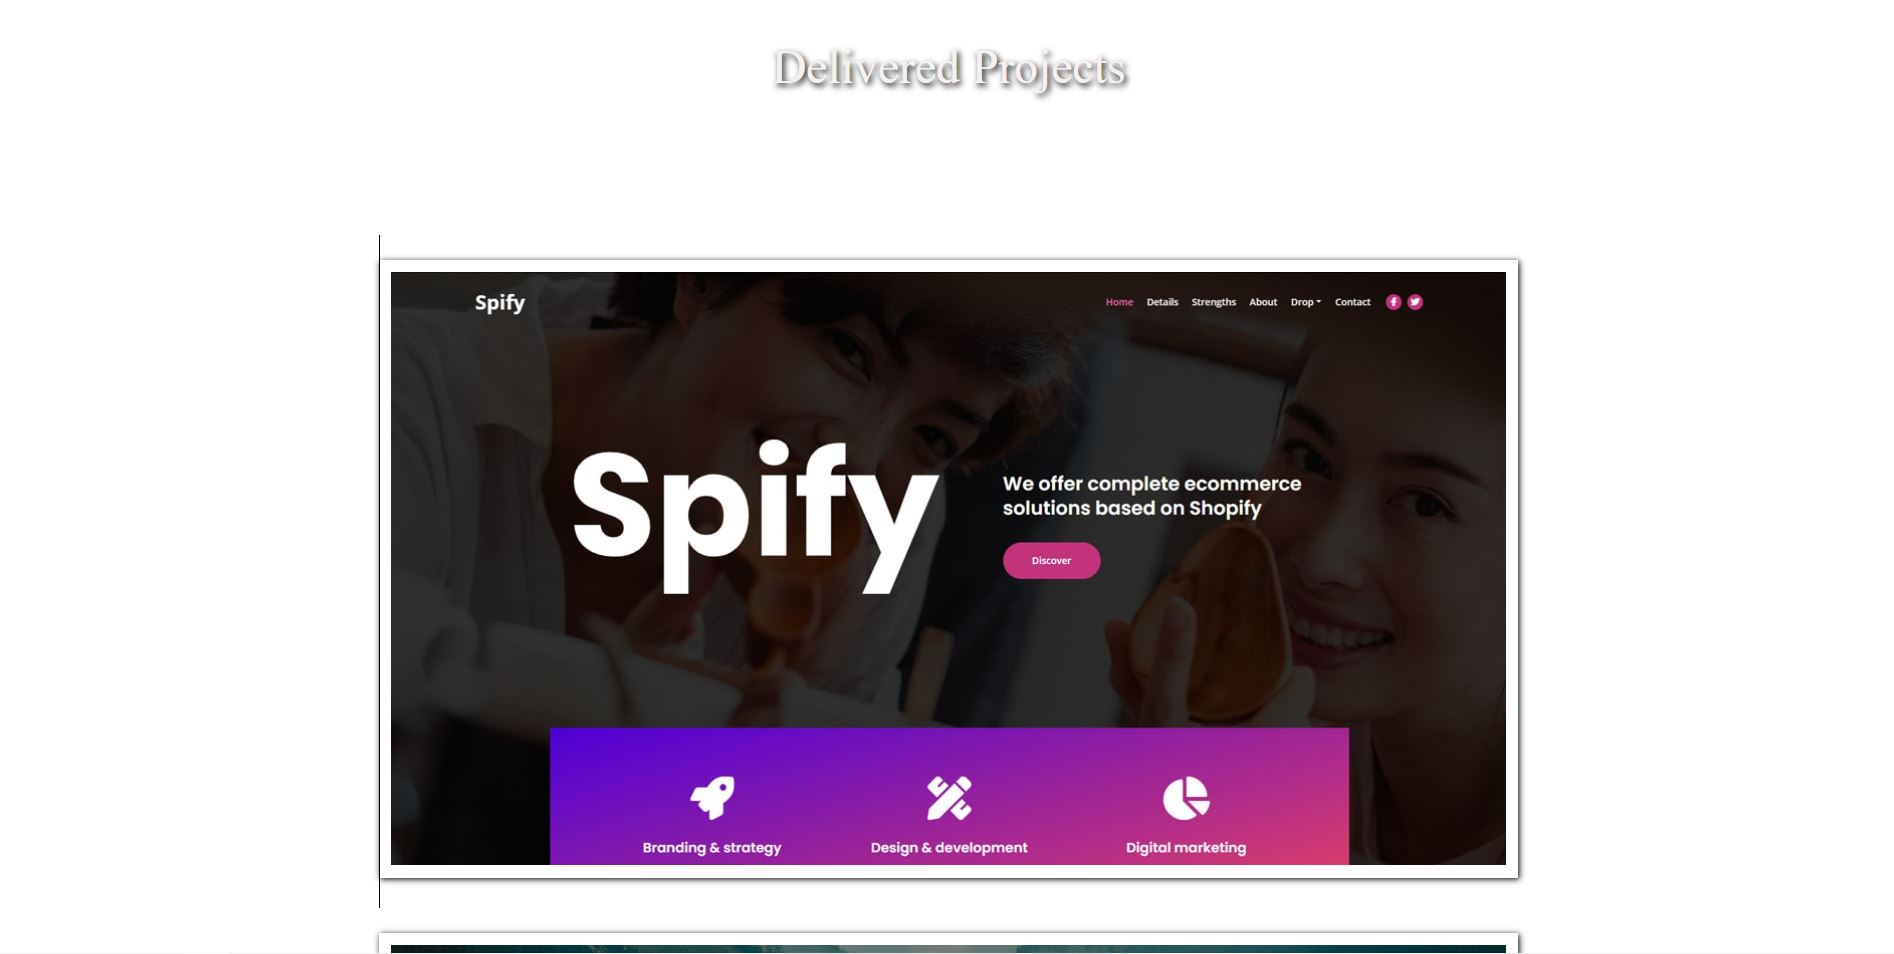 Delivered Projects
Spify
Home Details Strengths About Drop Contact
Spify
We offer complete ecommerce
solutions based on Shopify
Discover
Branding & strategy Design & development Digital marketing